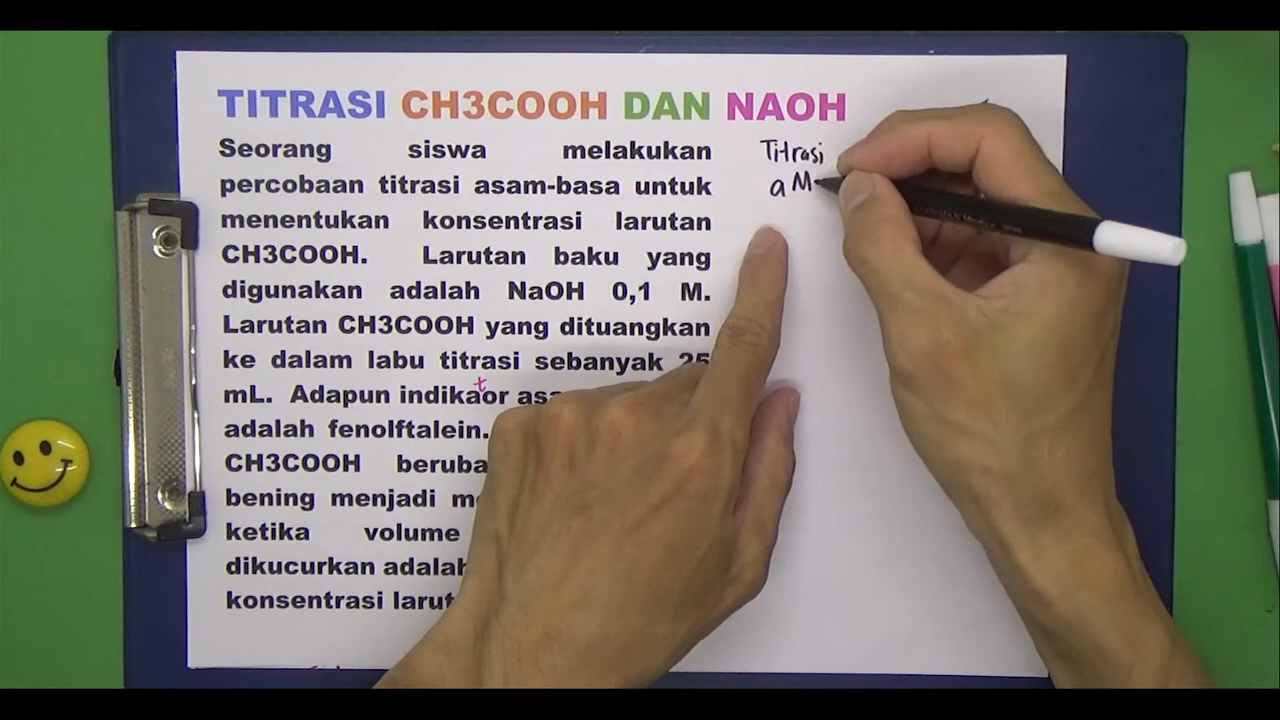 TITRASI CH3COOH DAN NAOH
Seorang siswa melakukan
percobaan titrasi asam-basa untuk
menentukan konsentrasi larutan
CH3COOH. Larutan baku yang
digunakan adalah NaOH 0,1 M.
Larutan CH3COOH yang dituangkan
ke dalam labu titrasi sebanyak 25
mL. Adapun indikator
adalah fenolftalein.
CH3COOH
bening menjadi
ketika volume
dikucurkan adalah
konsentrasi
Titrasi
a M